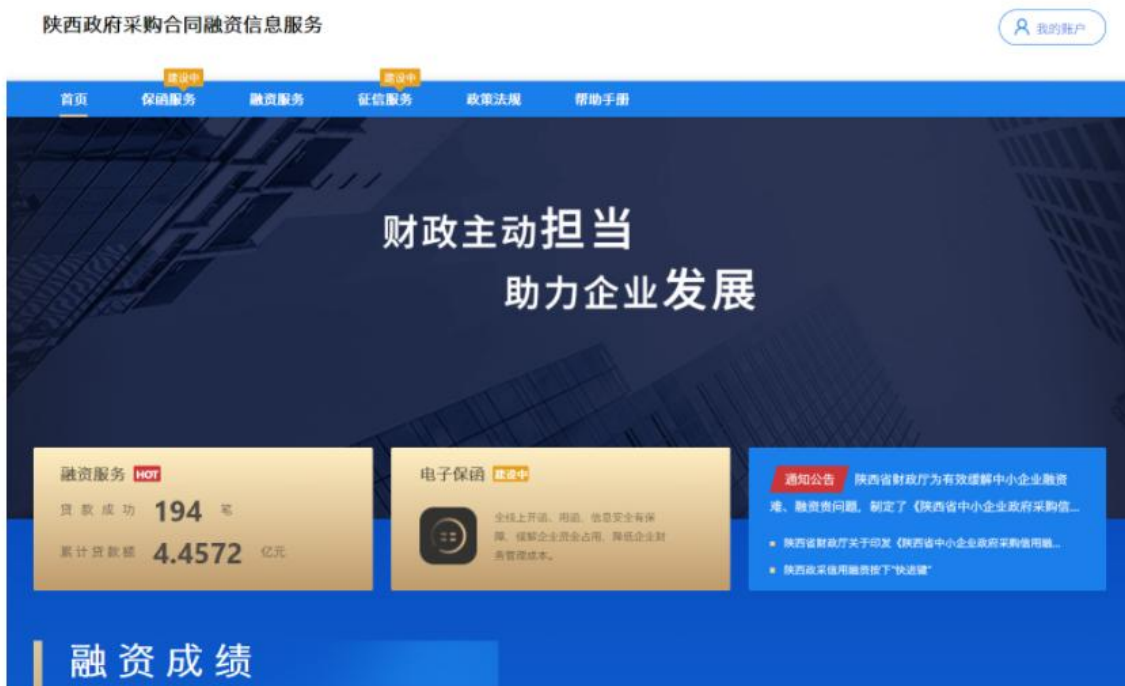 陕西政府采购合同融资信息服务
我的账户
建设中
建设中
首页
保函服务
融资服务
征信服务
政策法规
帮助手册
财政主动担当
助力企业发展
融资服务 HOT
贷款成功 194 笔
累计贷款额 4.4572 亿元
电子保函 建设中
全线上开函、用函，信息安全有保
障，缓解企业资金占用，降低企业财
务管理成本。
通知公告 陕西省财政厅为有效缓解中小企业融资
难、融资贵问题，制定了《陕西省中小企业政府采购信...
陕西省财政厅关于印发《陕西省中小企业政府采购信用融...
陕西政采信用融资按下“快进键”
融资成绩